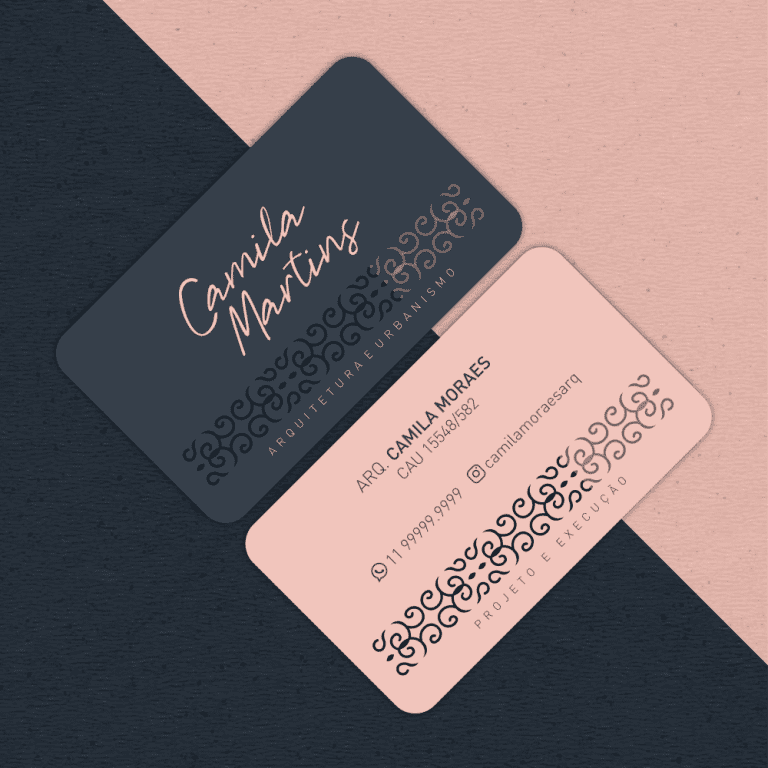 Camila
Martins
ARQUITETURA E URBANISMO
ARQ. CAMILA MORAES
CAU 15548/582
11 99999.9999 camilamoraesarq
PROJETO E EXECUÇÃO